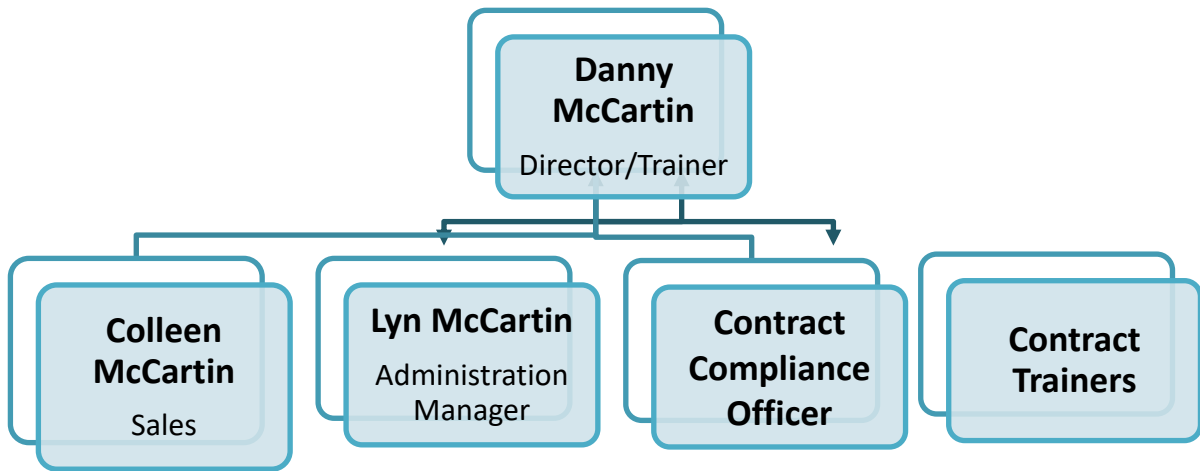 Danny
McCartin
Director/Trainer
Colleen
McCartin
Sales
Lyn McCartin
Administration
Manager
Contract
Compliance
Officer
Contract
Trainers